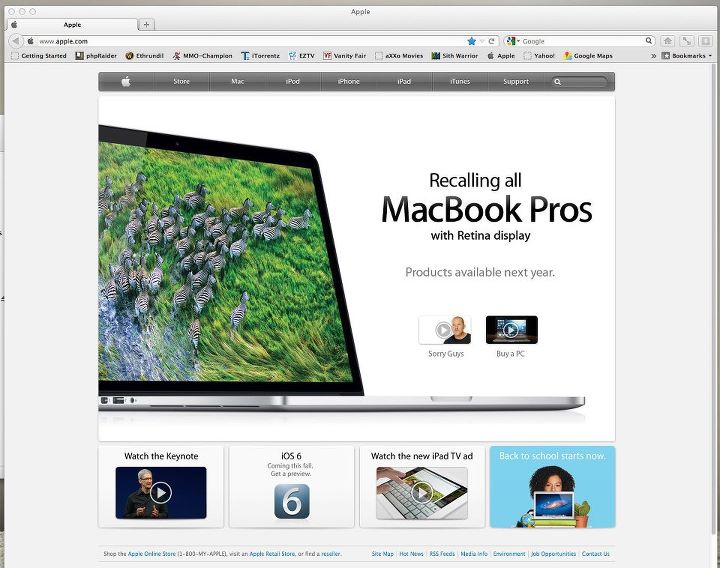 Apple
Apple
+
www.apple.com
Google
Getting Started phpRaider Ethrundil MMO-Champion iTorrentz EZTV Vanity Fair aXXo Movies Sith Warrior Apple Yahoo! Google Maps » Bookmarks
Store Mac iPod iPhone iPad iTunes Support
Recalling all
MacBook Pros
with Retina display
Products available next year.
Sorry Guys Buy a PC
Watch the Keynote
iOS 6
Coming this fall.
Get a preview.
6
Watch the new iPad TV ad
Back to school starts now.
Shop the Apple Online Store (1-800-MY-APPLE), visit an Apple Retail Store, or find a reseller.
Site Map | Hot News | RSS Feeds | Media Info | Environment | Job Opportunities | Contact Us